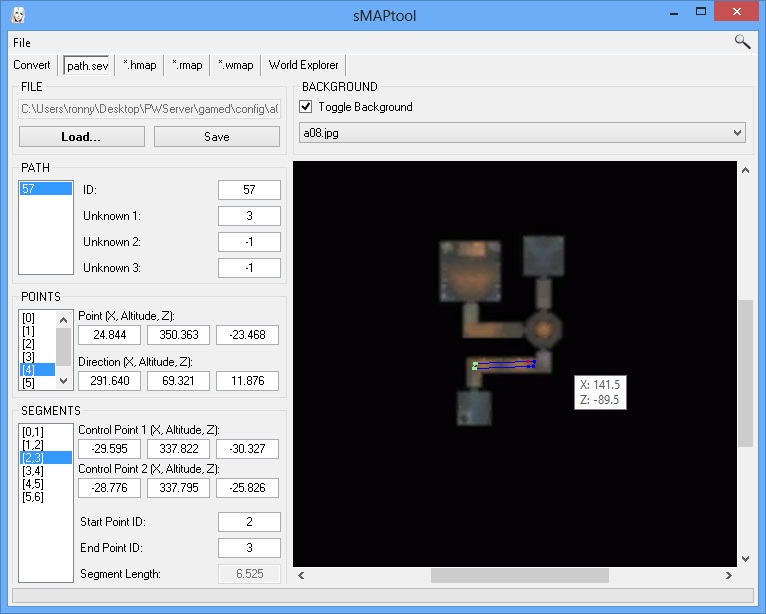 sMAPtool
File
Convert path.sev *.hmap *.rmap *.wmap World Explorer
FILE
C:\Users\ronny\Desktop\PWServer\gamed\config\a0
Load... Save
BACKGROUND
Toggle Background
a08.jpg
PATH
57
ID: 57
Unknown 1: 3
Unknown 2: -1
Unknown 3: -1
POINTS
[0]
[1]
[2]
[3]
[4]
[5]
Point (X, Altitude, Z):
24.844 350.363 -23.468
Direction (X, Altitude, Z):
291.640 69.321 11.876
SEGMENTS
[0,1]
[1,2]
[2,3]
[3,4]
[4,5]
[5,6]
Control Point 1 (X, Altitude, Z):
-29.595 337.822 -30.327
Control Point 2 (X, Altitude, Z):
-28.776 337.795 -25.826
Start Point ID: 2
End Point ID: 3
Segment Length: 6.525
X: 141.5
Z: -89.5